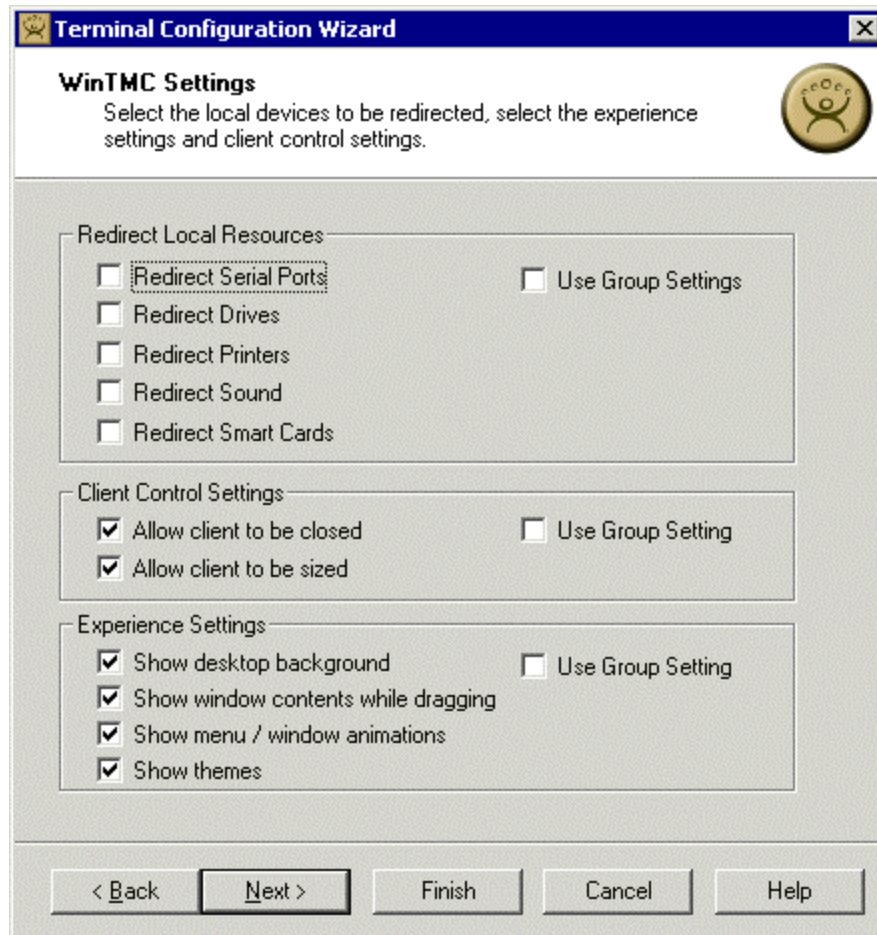 Terminal Configuration Wizard
WinTMC Settings
Select the local devices to be redirected, select the experience
settings and client control settings.
Redirect Local Resources
Redirect Serial Ports
Use Group Settings
Redirect Drives
Redirect Printers
Redirect Sound
Redirect Smart Cards
Client Control Settings
Allow client to be closed
Use Group Setting
Allow client to be sized
Experience Settings
Show desktop background
Use Group Setting
Show window contents while dragging
Show menu / window animations
Show themes
< Back
Next >
Finish
Cancel
Help